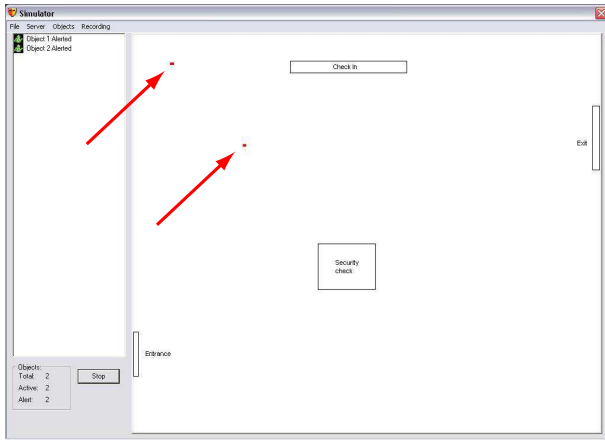 Simulator
File Server Objects Recording
Object 1 Alerted
Object 2 Alerted
Check In
Exit
Security
check
Entrance
Objects:
Total: 2
Active: 2
Alert: 2
Stop